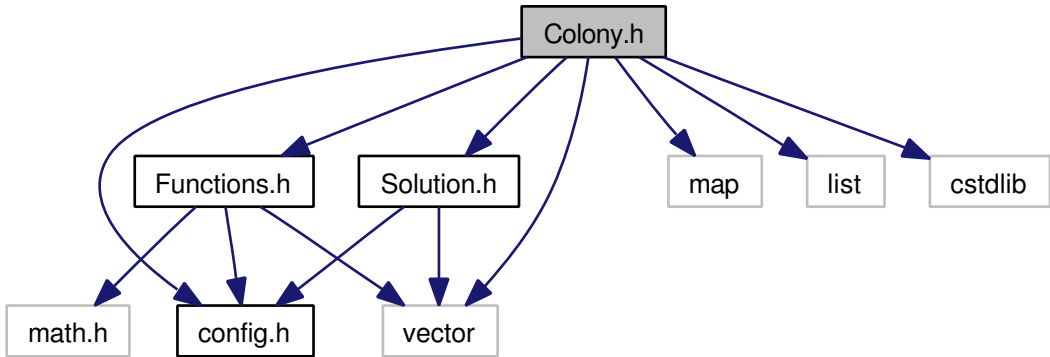 Colony.h
Functions.h
Solution.h
map
list
cstdlib
math.h
config.h
vector